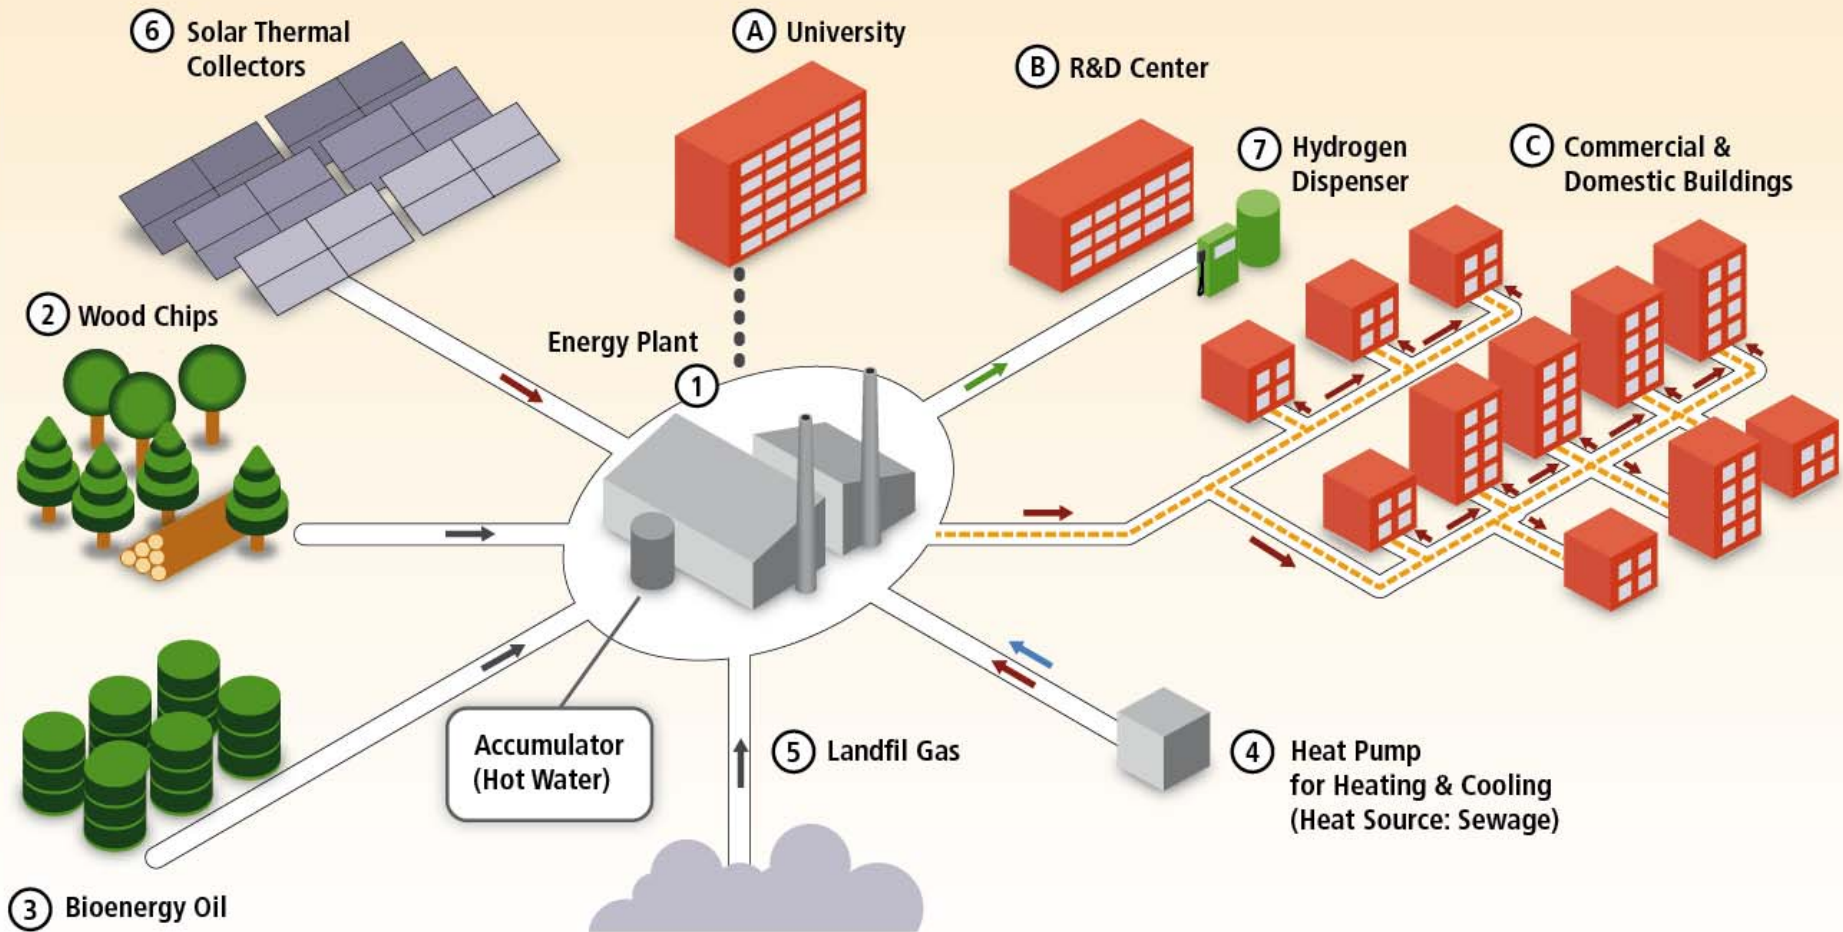 6 Solar Thermal
Collectors
A University
B R&D Center
7 Hydrogen
Dispenser
C Commercial &
Domestic Buildings
2 Wood Chips
Energy Plant
1
Accumulator
(Hot Water)
5 Landfil Gas
4 Heat Pump
for Heating & Cooling
(Heat Source: Sewage)
3 Bioenergy Oil